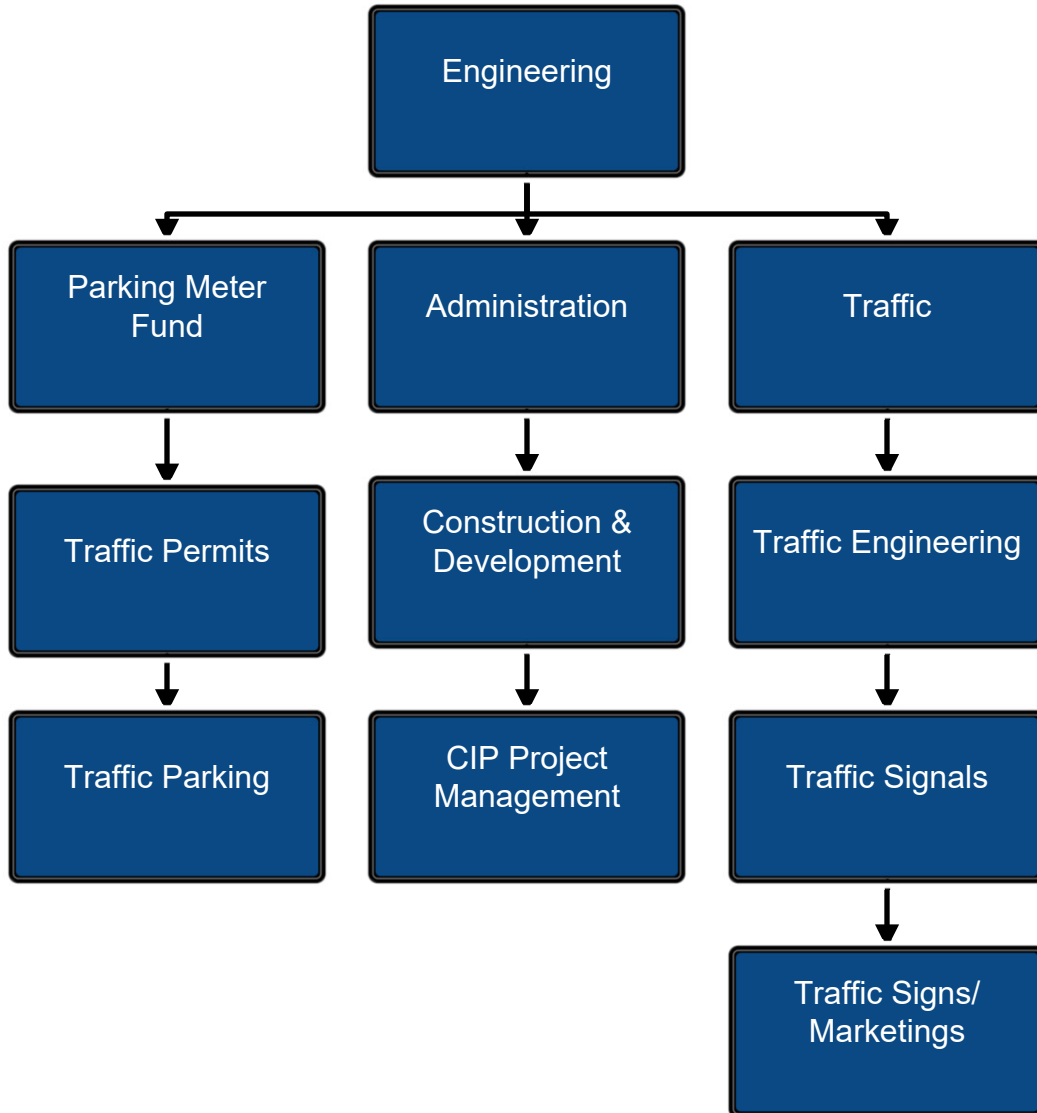 Engineering
Parking Meter
Fund
Administration
Traffic
Traffic Permits
Construction &
Development
Traffic Engineering
Traffic Parking
CIP Project
Management
Traffic Signals
Traffic Signs/
Marketings